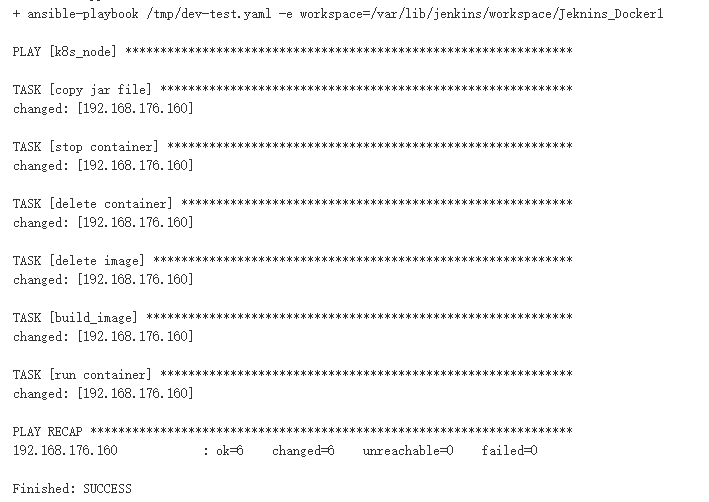 + ansible-playbook /tmp/dev-test.yaml -e workspace=/var/lib/jenkins/workspace/Jeknins_Docker1
PLAY [k8s_node] ****************************************************************
TASK [copy jar file] ***********************************************************
changed: [192.168.176.160]
TASK [stop container] **********************************************************
changed: [192.168.176.160]
TASK [delete container] ********************************************************
changed: [192.168.176.160]
TASK [delete image] ************************************************************
changed: [192.168.176.160]
TASK [build_image] *************************************************************
changed: [192.168.176.160]
TASK [run container] ***********************************************************
changed: [192.168.176.160]
PLAY RECAP *********************************************************************
192.168.176.160 : ok=6 changed=6 unreachable=0 failed=0
Finished: SUCCESS